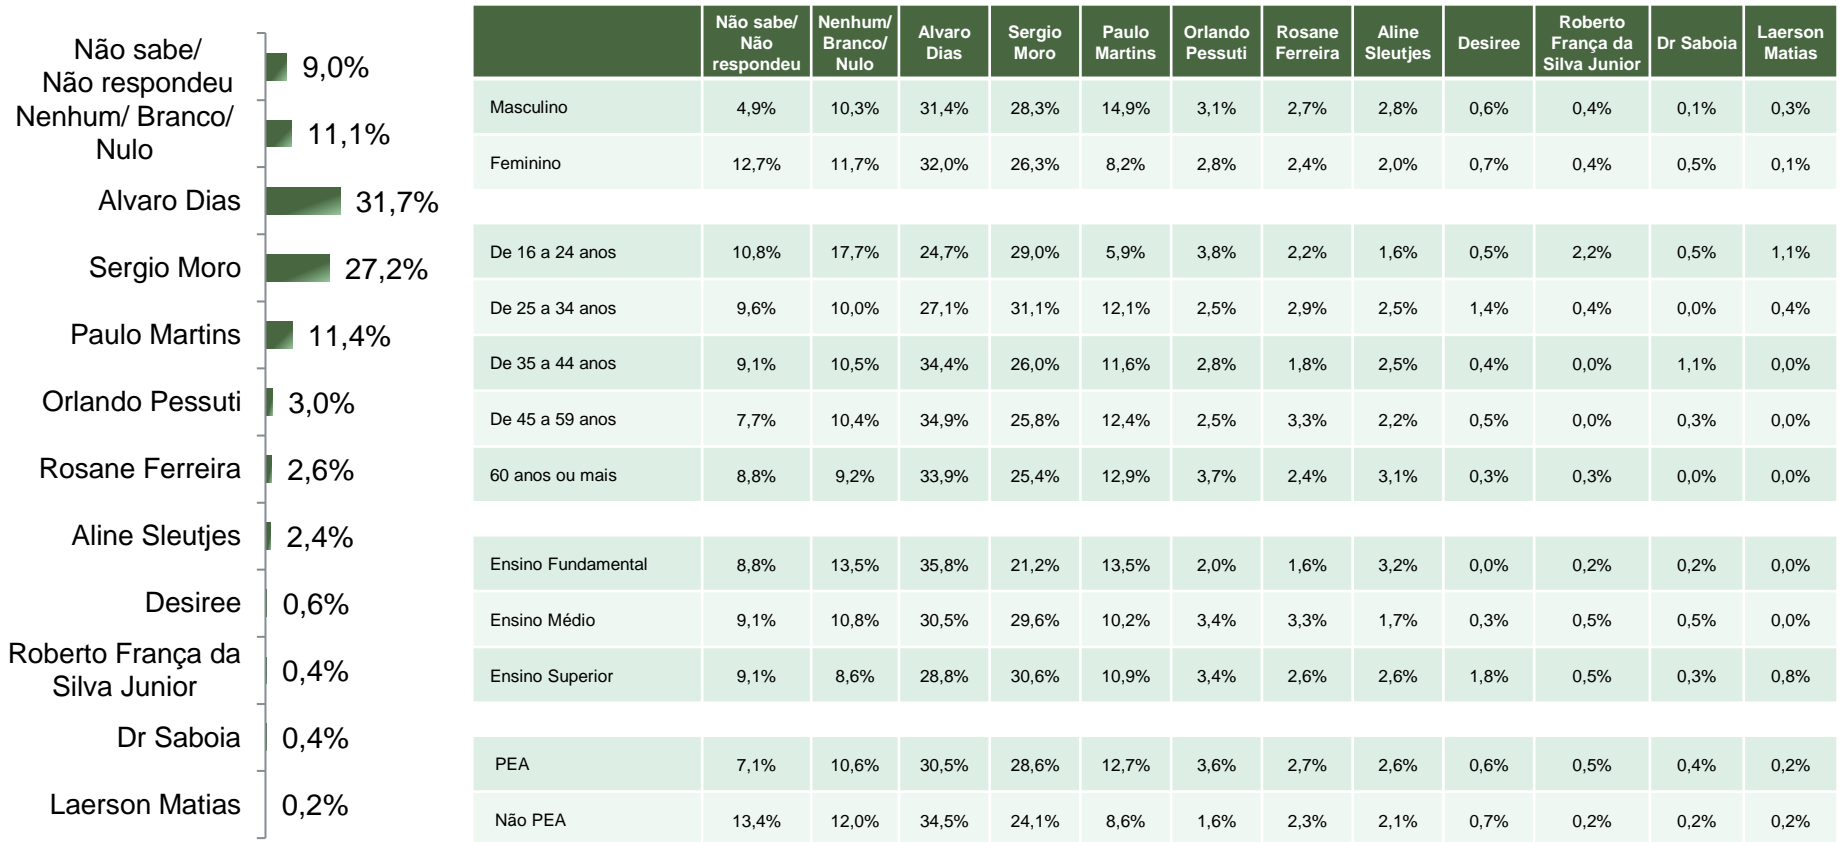 Não sabe/
Não respondeu
9,0%
Nenhum/ Branco/
Nulo
11,1%
Alvaro Dias
31,7%
Sergio Moro
27,2%
Paulo Martins
11,4%
Orlando Pessuti
3,0%
Rosane Ferreira
2,6%
Aline Sleutjes
2,4%
Desiree
0,6%
Roberto França da
Silva Junior
0,4%
Dr Saboia
0,4%
Laerson Matias
0,2%
Não sabe/
Não
respondeu
Nenhum/
Branco/
Nulo
Alvaro
Dias
Sergio
Moro
Paulo
Martins
Orlando
Pessuti
Rosane
Ferreira
Aline
Sleutjes
Desiree
Roberto
França da
Silva Junior
Dr Saboia
Laerson
Matias
Masculino 4,9% 10,3% 31,4% 28,3% 14,9% 3,1% 2,7% 2,8% 0,6% 0,4% 0,1% 0,3%
Feminino 12,7% 11,7% 32,0% 26,3% 8,2% 2,8% 2,4% 2,0% 0,7% 0,4% 0,5% 0,1%
De 16 a 24 anos 10,8% 17,7% 24,7% 29,0% 5,9% 3,8% 2,2% 1,6% 0,5% 2,2% 0,5% 1,1%
De 25 a 34 anos 9,6% 10,0% 27,1% 31,1% 12,1% 2,5% 2,9% 2,5% 1,4% 0,4% 0,0% 0,4%
De 35 a 44 anos 9,1% 10,5% 34,4% 26,0% 11,6% 2,8% 1,8% 2,5% 0,4% 0,0% 1,1% 0,0%
De 45 a 59 anos 7,7% 10,4% 34,9% 25,8% 12,4% 2,5% 3,3% 2,2% 0,5% 0,0% 0,3% 0,0%
60 anos ou mais 8,8% 9,2% 33,9% 25,4% 12,9% 3,7% 2,4% 3,1% 0,3% 0,3% 0,0% 0,0%
Ensino Fundamental 8,8% 13,5% 35,8% 21,2% 13,5% 2,0% 1,6% 3,2% 0,0% 0,2% 0,2% 0,0%
Ensino Médio 9,1% 10,8% 30,5% 29,6% 10,2% 3,4% 3,3% 1,7% 0,3% 0,5% 0,5% 0,0%
Ensino Superior 9,1% 8,6% 28,8% 30,6% 10,9% 3,4% 2,6% 2,6% 1,8% 0,5% 0,3% 0,8%
PEA 7,1% 10,6% 30,5% 28,6% 12,7% 3,6% 2,7% 2,6% 0,6% 0,5% 0,4% 0,2%
Não PEA 13,4% 12,0% 34,5% 24,1% 8,6% 1,6% 2,3% 2,1% 0,7% 0,2% 0,2% 0,2%